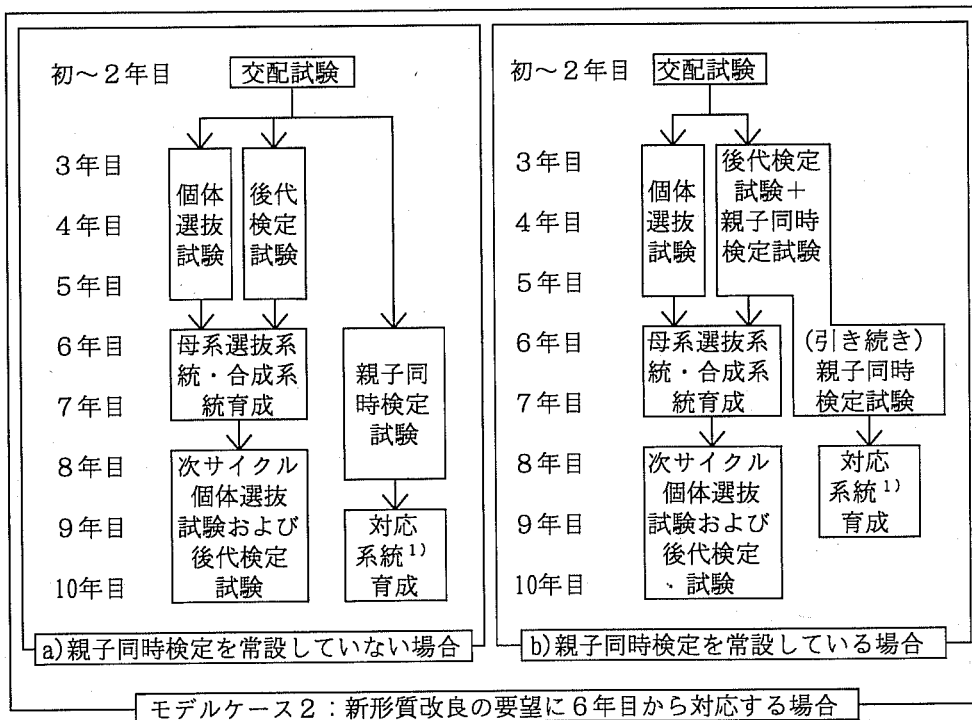 初～2年目
交配試験
3年目
4年目
5年目
6年目
7年目
8年目
9年目
10年目
個体
選抜
試験
後代
検定
試験
母系選抜系
統・合成系
統育成
親子同
時検定
試験
次サイクル
個体選抜
試験および
後代検定
試験
対応
系統1)
育成
a)親子同時検定を常設していない場合
初～2年目
交配試験
3年目
4年目
5年目
6年目
7年目
8年目
9年目
10年目
個体
選抜
試験
後代検定
試験＋
親子同時
検定試験
母系選抜系
統・合成系
統育成
(引き続き)
親子同時
検定試験
次サイクル
個体選抜
試験および
後代検定
試験
対応
系統1)
育成
b)親子同時検定を常設している場合
モデルケース2：新形質改良の要望に6年目から対応する場合